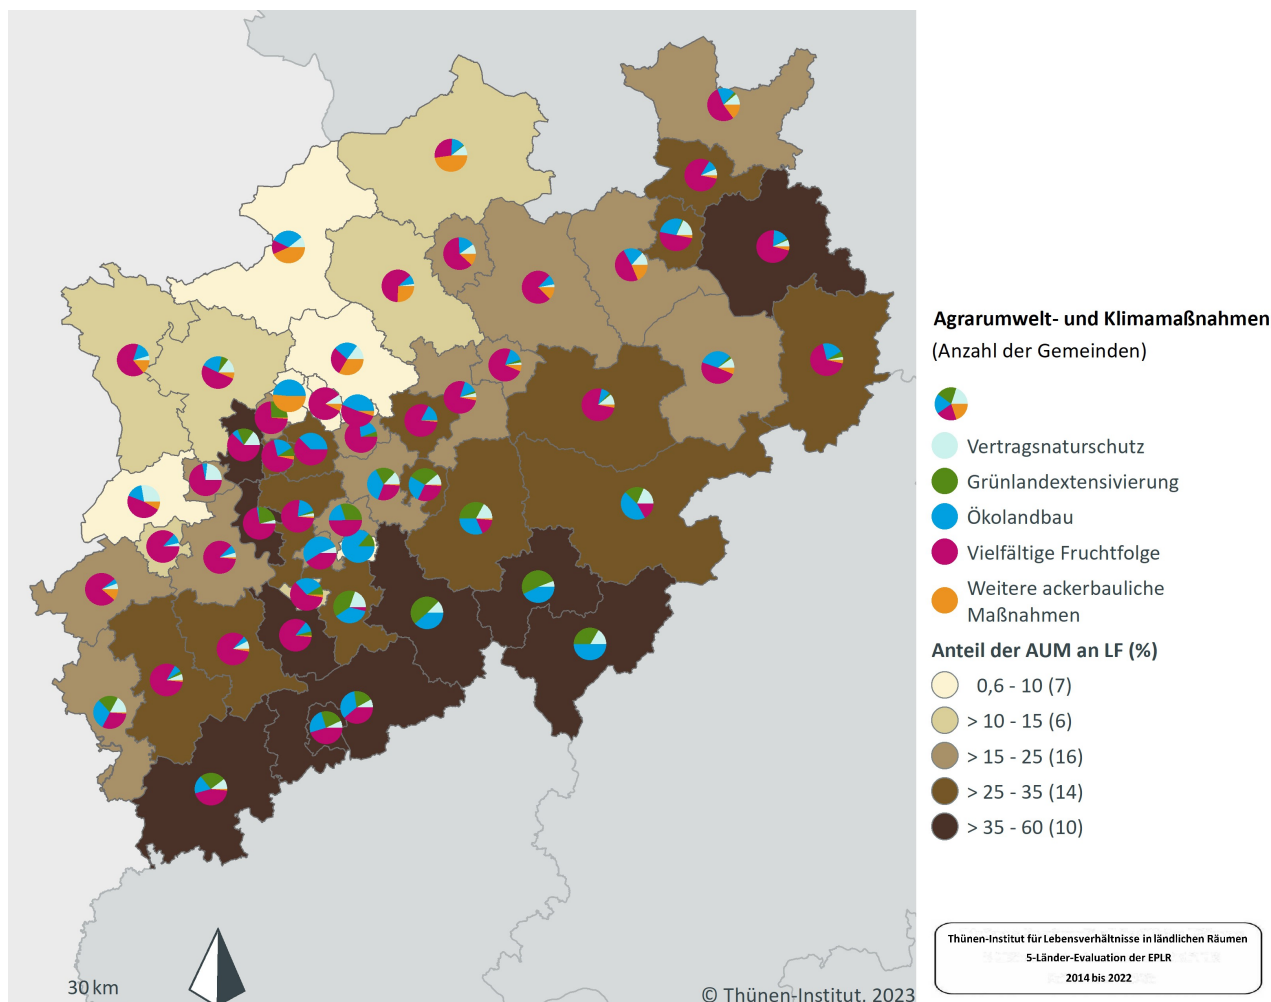 Agrarumwelt- und Klimamaßnahmen
(Anzahl der Gemeinden)
Vertragsnaturschutz
Grünlandextensivierung
Ökolandbau
Vielfältige Fruchtfolge
Weitere ackerbauliche
Maßnahmen
Anteil der AUM an LF (%)
0,6 - 10 (7)
> 10 - 15 (6)
> 15 - 25 (16)
> 25 - 35 (14)
> 35 - 60 (10)
Thünen-Institut für Lebensverhältnisse in ländlichen Räumen
5-Länder-Evaluation der EPLR
2014 bis 2022
30 km
© Thünen-Institut, 2023